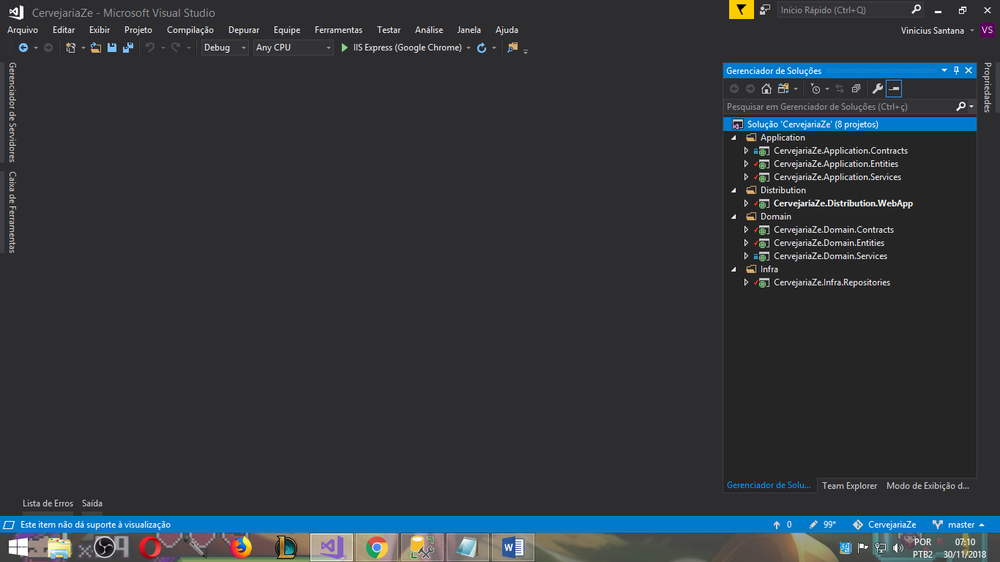 CervejariaZe - Microsoft Visual Studio
Início Rápido (Ctrl+Q)
Arquivo Editar Exibir Projeto Compilação Depurar Equipe Ferramentas Testar Análise Janela Ajuda
Vinicius Santana VS
Debug Any CPU IIS Express (Google Chrome)
Gerenciador de Servidores
Caixa de Ferramentas
Gerenciador de Soluções
Pesquisar em Gerenciador de Soluções (Ctrl+ç)
Solução 'CervejariaZe' (8 projetos)
Application
CervejariaZe.Application.Contracts
CervejariaZe.Application.Entities
CervejariaZe.Application.Services
Distribution
CervejariaZe.Distribution.WebApp
Domain
CervejariaZe.Domain.Contracts
CervejariaZe.Domain.Entities
CervejariaZe.Domain.Services
Infra
CervejariaZe.Infra.Repositories
Propriedades
Gerenciador de Solu... Team Explorer Modo de Exibição d...
Lista de Erros Saída
Este item não dá suporte à visualização
0 99* CervejariaZe master
POR 07:10
PTB2 30/11/2018